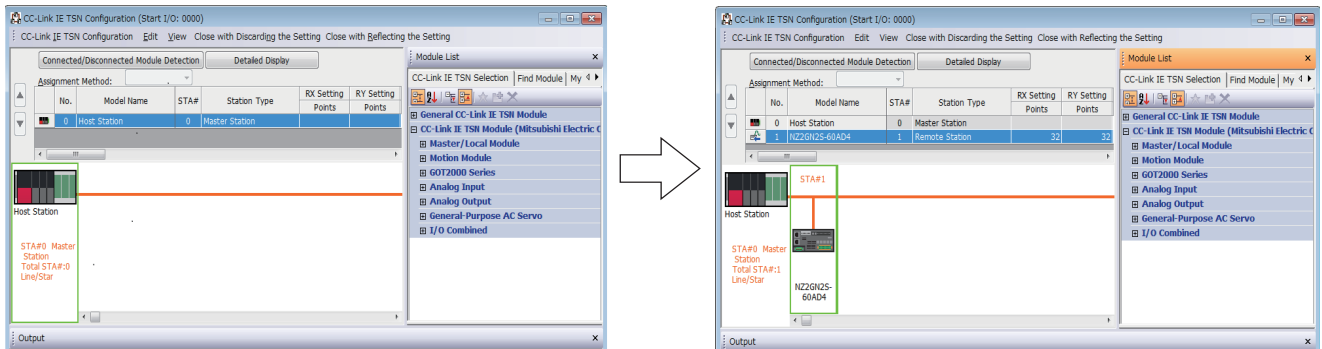 CC-Link IE TSN Configuration (Start I/O: 0000)
CC-Link IE TSN Configuration Edit View Close with Discarding the Setting Close with Reflecting the Setting
Connected/Disconnected Module Detection Detailed Display
Assignment Method:
No. Model Name STA# Station Type RX Setting RY Setting
Points Points
0 Host Station 0 Master Station
Host Station
STA#0 Master
Station
Total STA#:0
Line/Star
Module List x
CC-Link IE TSN Selection Find Module My
General CC-Link IE TSN Module
CC-Link IE TSN Module (Mitsubishi Electric C
Master/Local Module
Motion Module
GOT2000 Series
Analog Input
Analog Output
General-Purpose AC Servo
I/O Combined
Output x
CC-Link IE TSN Configuration (Start I/O: 0000)
CC-Link IE TSN Configuration Edit View Close with Discarding the Setting Close with Reflecting the Setting
Connected/Disconnected Module Detection Detailed Display
Assignment Method:
No. Model Name STA# Station Type RX Setting RY Setting
Points Points
0 Host Station 0 Master Station
1 NZ2GN2S-60AD4 1 Remote Station 32 32
STA#1
Host Station
STA#0 Master
Station
Total STA#:1
Line/Star
NZ2GN2S-
60AD4
Module List x
CC-Link IE TSN Selection Find Module My
General CC-Link IE TSN Module
CC-Link IE TSN Module (Mitsubishi Electric C
Master/Local Module
Motion Module
GOT2000 Series
Analog Input
Analog Output
General-Purpose AC Servo
I/O Combined
Output x